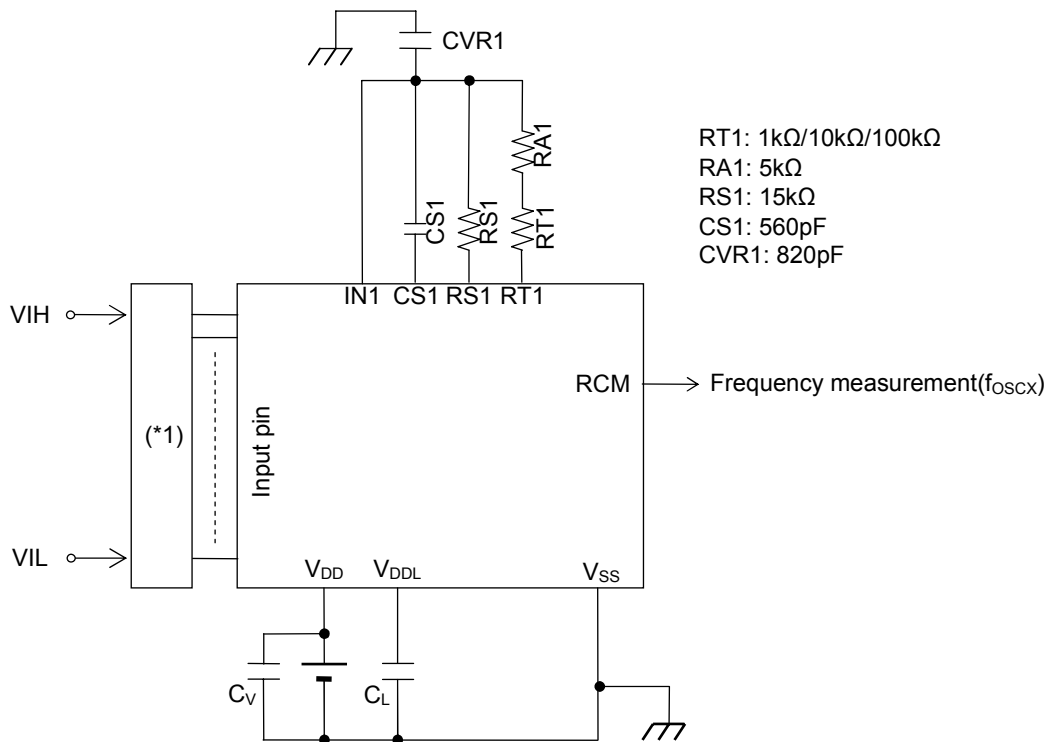 CVR1
RA1
CS1
RS1
RT1
RT1: 1kΩ/10kΩ/100kΩ
RA1: 5kΩ
RS1: 15kΩ
CS1: 560pF
CVR1: 820pF
IN1 CS1 RS1 RT1
VIH
(*1)
Input pin
RCM
Frequency measurement(fOSCX)
VIL
VDD
VDDL
VSS
CV
CL